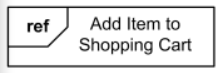 ref
Add Item to
Shopping Cart